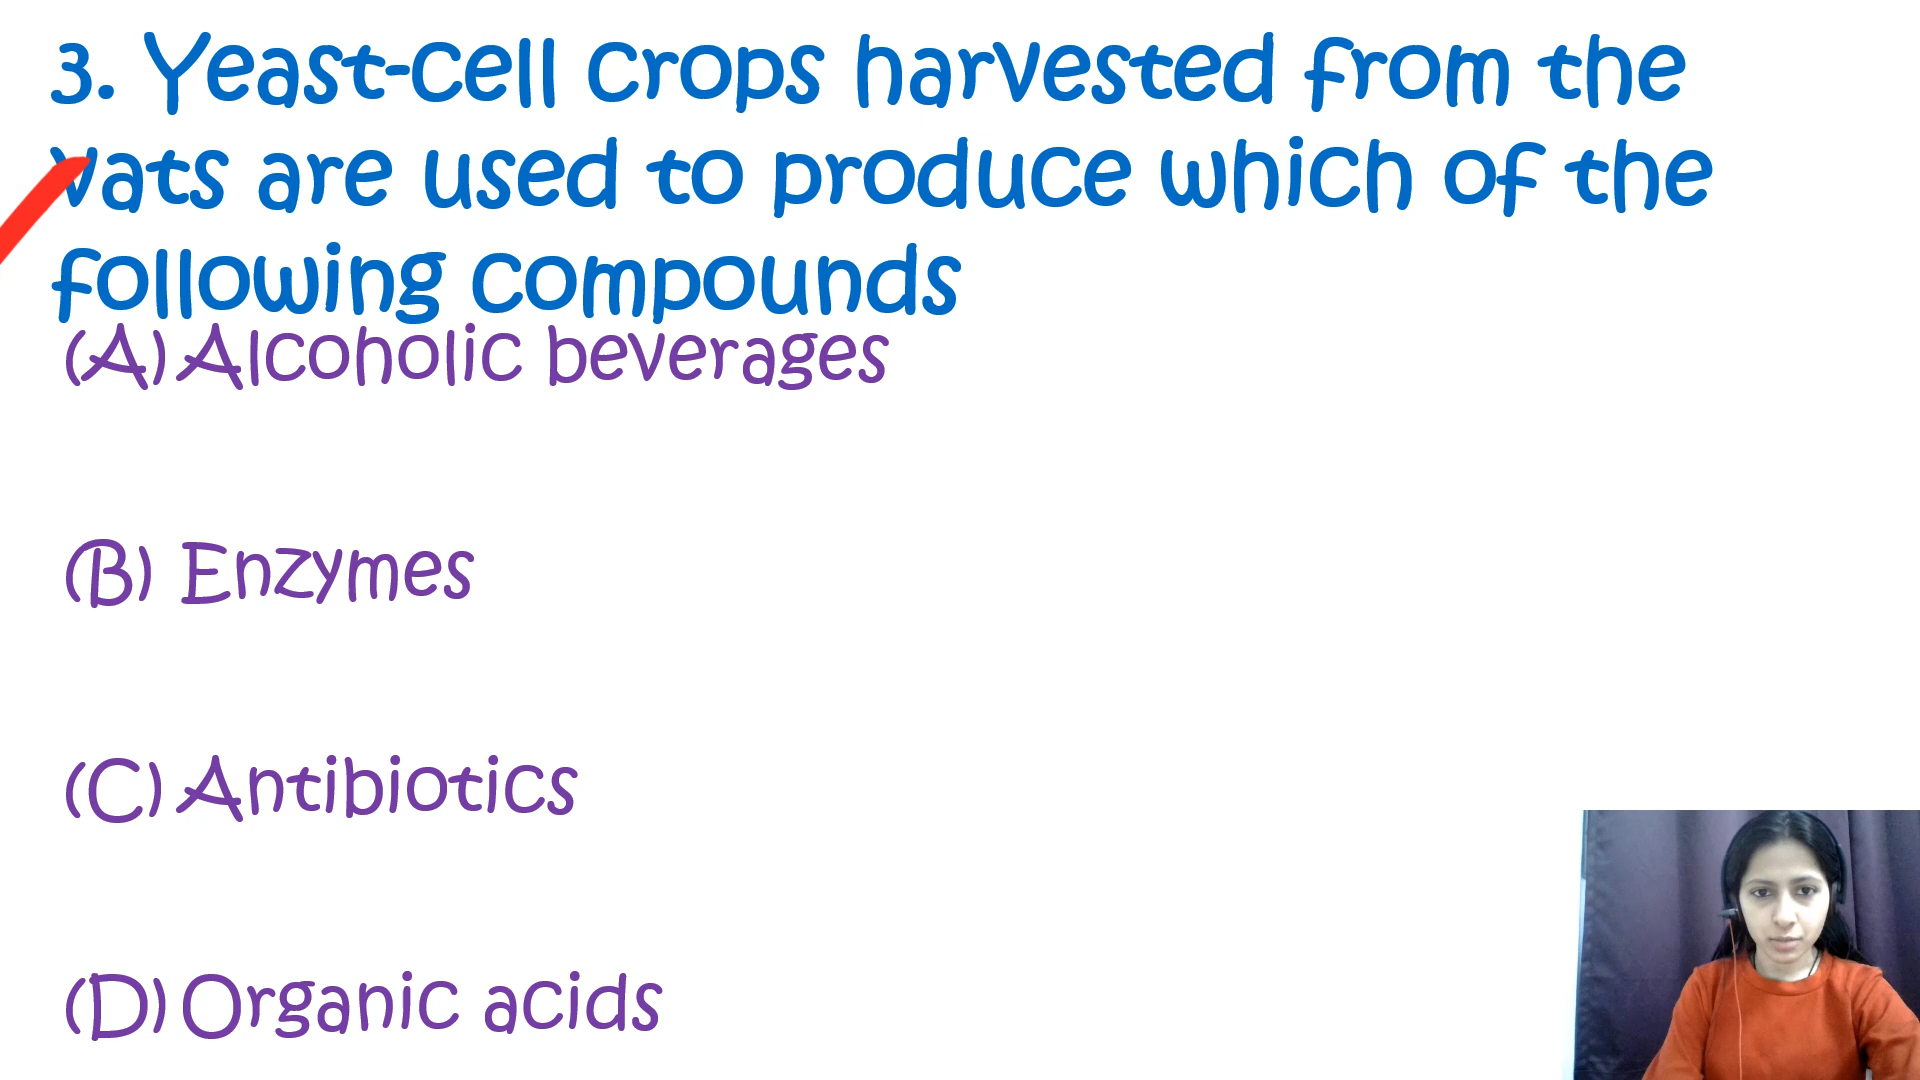 3. Yeast-cell crops harvested from the
vats are used to produce which of the
following compounds
(A) Alcoholic beverages
(B) Enzymes
(C) Antibiotics
(D) Organic acids